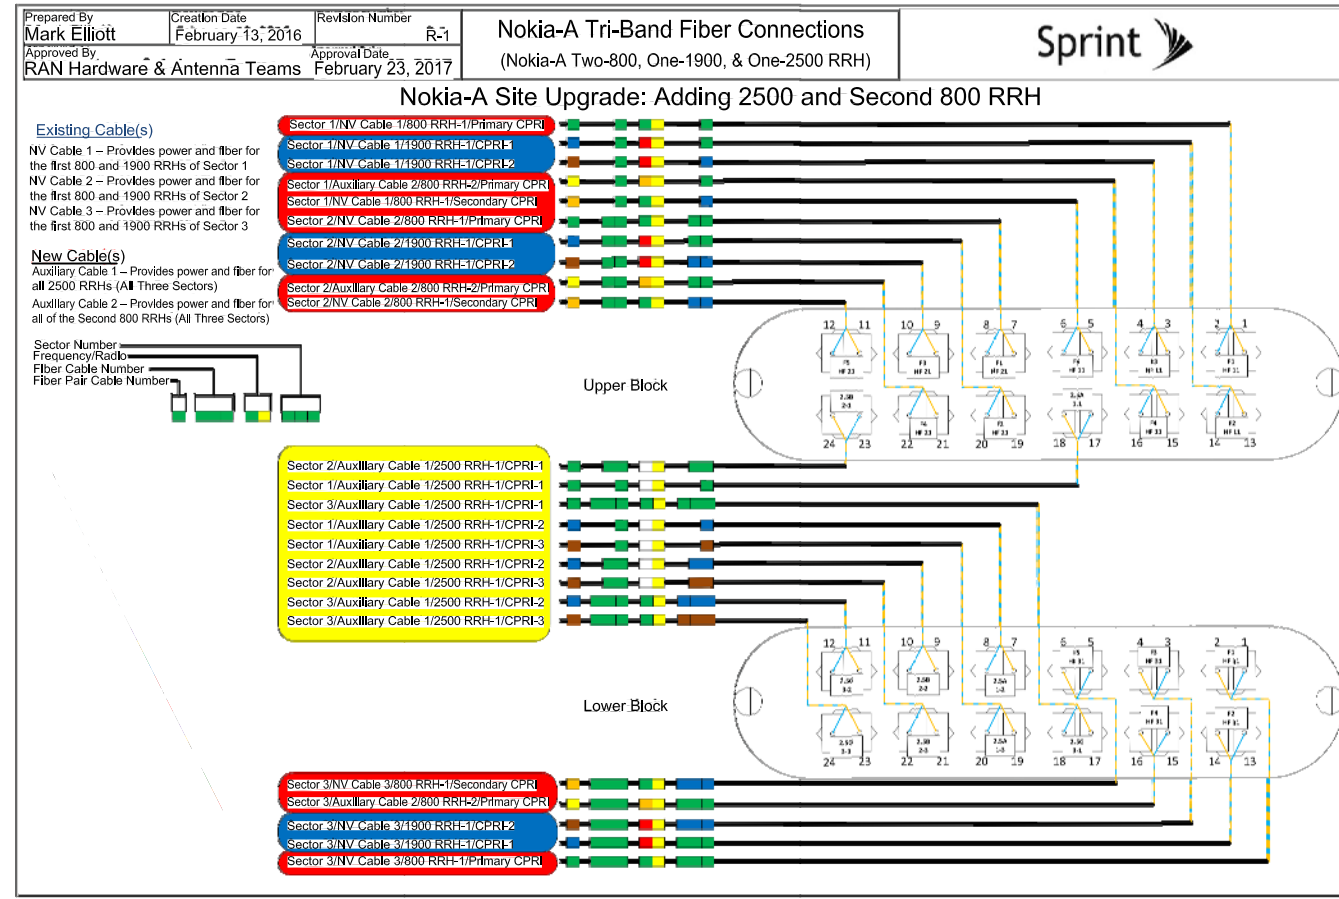 Prepared By
Mark Elliott
Creation Date
February 13, 2016
Revision Number
R-1
Approved By
RAN Hardware & Antenna Teams
Approval Date
February 23, 2017
Nokia-A Tri-Band Fiber Connections
(Nokia-A Two-800, One-1900, & One-2500 RRH)
Sprint
Nokia-A Site Upgrade: Adding 2500 and Second 800 RRH
Existing Cable(s)
NV Cable 1 – Provides power and fiber for
the first 800 and 1900 RRHs of Sector 1
NV Cable 2 – Provides power and fiber for
the first 800 and 1900 RRHs of Sector 2
NV Cable 3 – Provides power and fiber for
the first 800 and 1900 RRHs of Sector 3
New Cable(s)
Auxiliary Cable 1 – Provides power and fiber for
all 2500 RRHs (All Three Sectors)
Auxiliary Cable 2 – Provides power and fiber for
all of the Second 800 RRHs (All Three Sectors)
Sector Number
Frequency/Radio
Fiber Cable Number
Fiber Pair Cable Number
Sector 1/NV Cable 1/800 RRH-1/Primary CPRI
Sector 1/NV Cable 1/1900 RRH-1/CPRI-1
Sector 1/NV Cable 1/1900 RRH-1/CPRI-2
Sector 1/Auxiliary Cable 2/800 RRH-2/Primary CPRI
Sector 1/NV Cable 1/800 RRH-1/Secondary CPRI
Sector 2/NV Cable 2/800 RRH-1/Primary CPRI
Sector 2/NV Cable 2/1900 RRH-1/CPRI-1
Sector 2/NV Cable 2/1900 RRH-1/CPRI-2
Sector 2/Auxiliary Cable 2/800 RRH-2/Primary CPRI
Sector 2/NV Cable 2/800 RRH-1/Secondary CPRI
12 11 10 9 8 7 6 5 4 3 2 1
Upper Block
24 23 22 21 20 19 18 17 16 15 14 13
Sector 2/Auxiliary Cable 1/2500 RRH-1/CPRI-1
Sector 1/Auxiliary Cable 1/2500 RRH-1/CPRI-1
Sector 3/Auxiliary Cable 1/2500 RRH-1/CPRI-1
Sector 1/Auxiliary Cable 1/2500 RRH-1/CPRI-2
Sector 1/Auxiliary Cable 1/2500 RRH-1/CPRI-3
Sector 2/Auxiliary Cable 1/2500 RRH-1/CPRI-2
Sector 2/Auxiliary Cable 1/2500 RRH-1/CPRI-3
Sector 3/Auxiliary Cable 1/2500 RRH-1/CPRI-2
Sector 3/Auxiliary Cable 1/2500 RRH-1/CPRI-3
12 11 10 9 8 7 6 5 4 3 2 1
Lower Block
24 23 22 21 20 19 18 17 16 15 14 13
Sector 3/NV Cable 3/800 RRH-1/Secondary CPRI
Sector 3/Auxiliary Cable 2/800 RRH-2/Primary CPRI
Sector 3/NV Cable 3/1900 RRH-1/CPRI-2
Sector 3/NV Cable 3/1900 RRH-1/CPRI-1
Sector 3/NV Cable 3/800 RRH-1/Primary CPRI